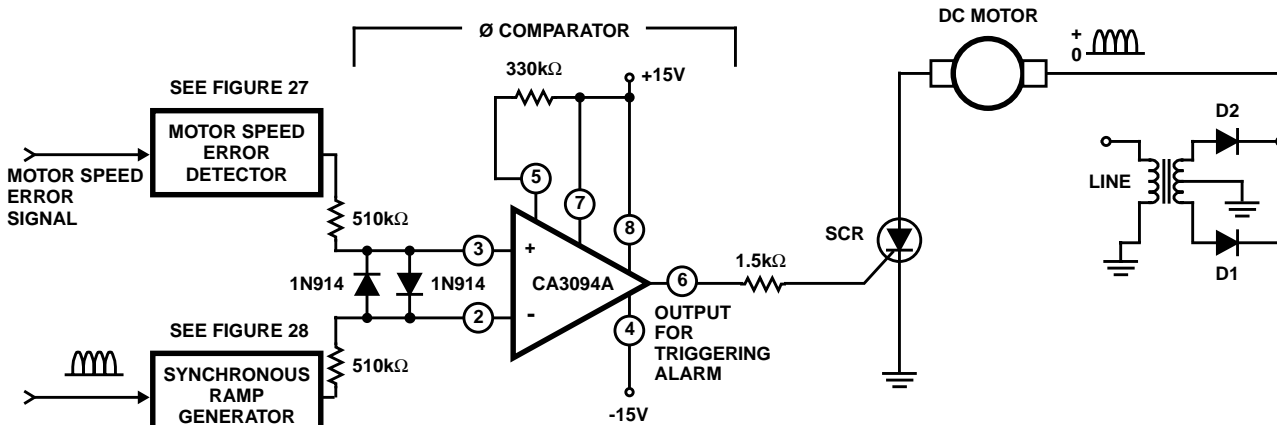 Ø COMPARATOR
DC MOTOR
+
0
330kΩ
+15V
SEE FIGURE 27
MOTOR SPEED
ERROR
DETECTOR
MOTOR SPEED
ERROR
SIGNAL
510kΩ
5
7
8
3
+
1N914
1N914
CA3094A
6
1.5kΩ
SCR
D2
LINE
D1
2
-
4
OUTPUT
FOR
TRIGGERING
ALARM
-15V
SEE FIGURE 28
510kΩ
SYNCHRONOUS
RAMP
GENERATOR